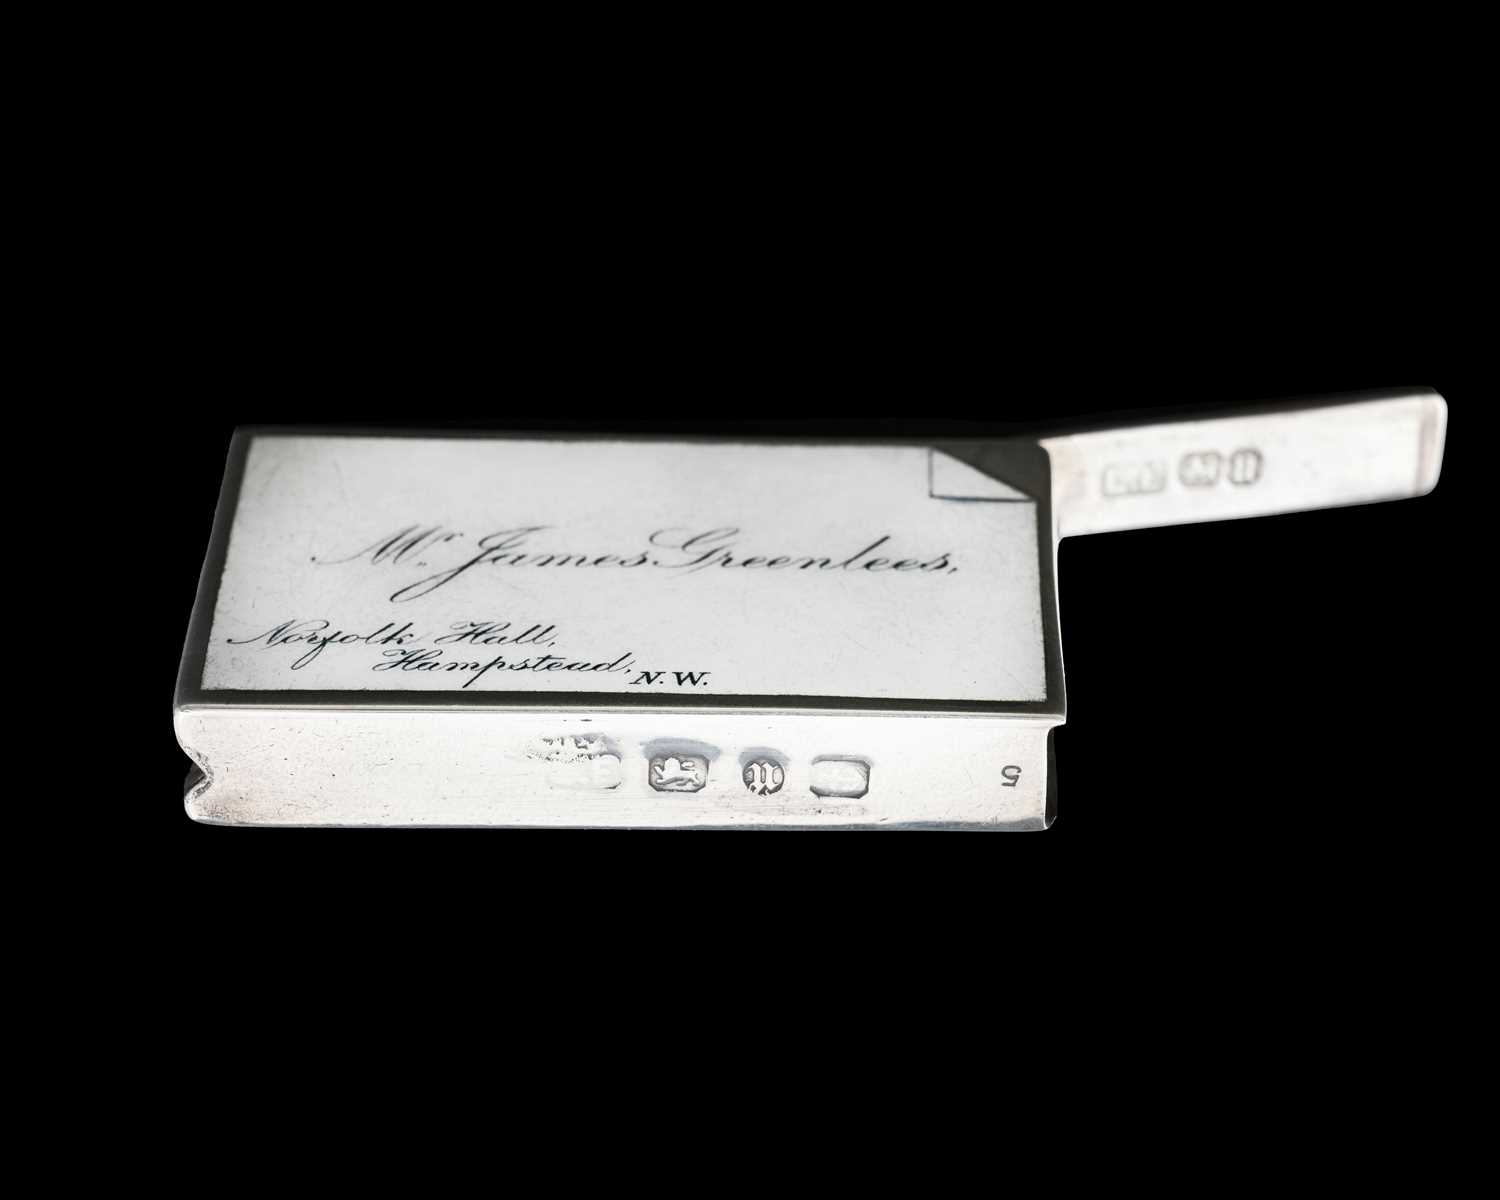 Mr. James Greenlees,
Norfolk Hall,
Hampstead, N.W.
5